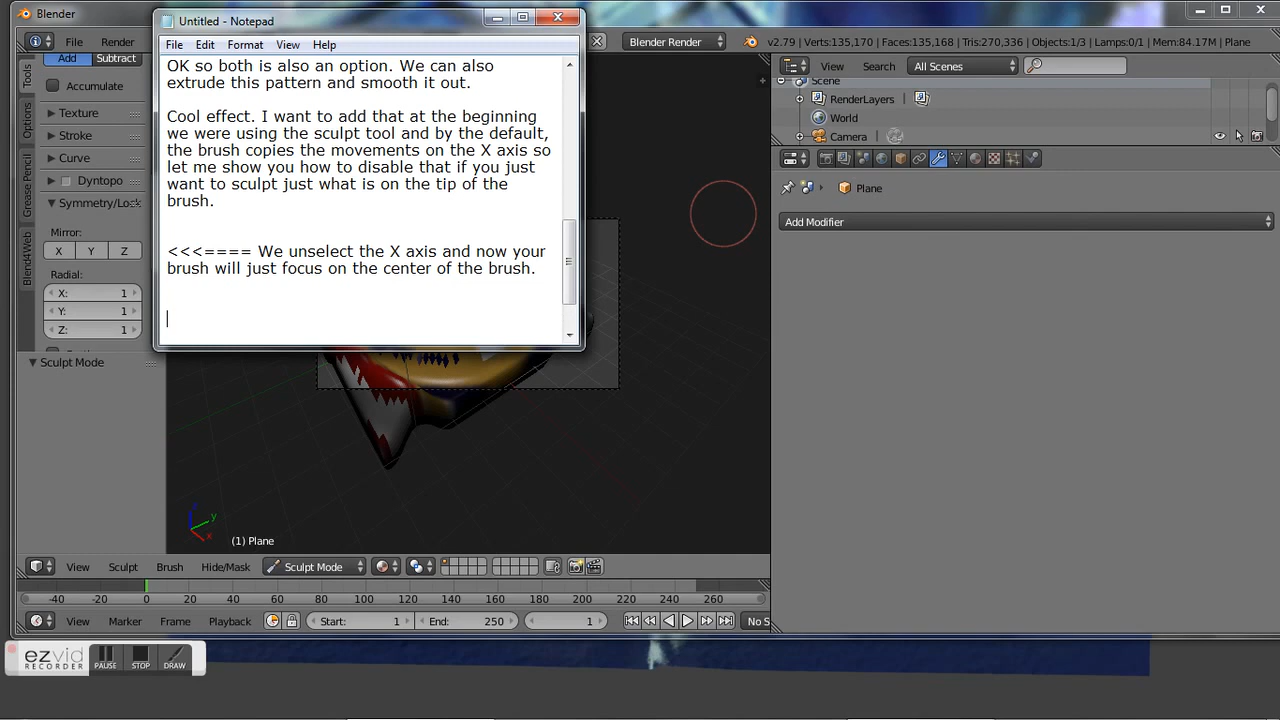 Blender
Untitled - Notepad
File
Render
File Edit Format View Help
Blender Render
v2.79 | Verts:135,170 | Faces:135,168 | Tris:270,336 | Objects:1/3 | Lamps:0/1 | Mem:84.17M | Plane
View Search All Scenes
Scene
RenderLayers
World
Camera
Plane
Add Modifier
OK so both is also an option. We can also
extrude this pattern and smooth it out.
Cool effect. I want to add that at the beginning
we were using the sculpt tool and by the default,
the brush copies the movements on the X axis so
let me show you how to disable that if you just
want to sculpt just what is on the tip of the
brush.
<<<==== We unselect the X axis and now your
brush will just focus on the center of the brush.
Tools
Options
Grease Pencil
Blend4Web
Add Subtract
Accumulate
Texture
Stroke
Curve
Dyntopo
Symmetry/Lock
Mirror:
X Y Z
Radial:
X: 1
Y: 1
Z: 1
Sculpt Mode
z
y
x
(1) Plane
View Sculpt Brush Hide/Mask Sculpt Mode
-40 -20 0 20 40 60 80 100 120 140 160 180 200 220 240 260
View Marker Frame Playback Start: 1 End: 250 1 No S
ezvid
RECORDER
PAUSE STOP DRAW